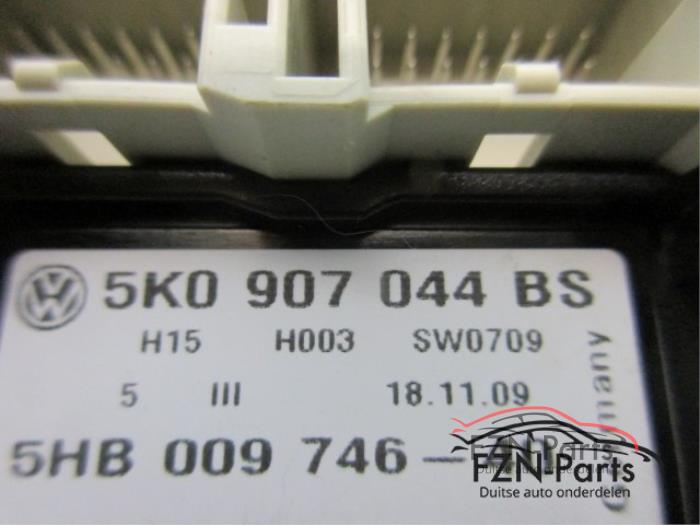 5K0 907 044 BS
H15 H003 SW0709
5 III 18.11.09
5HB 009 746-
FZN-Parts
Duitse auto onderdelen